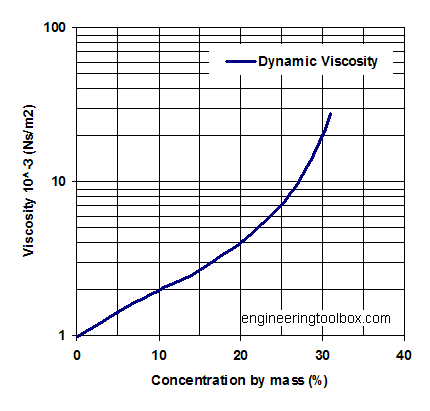 100
Dynamic Viscosity
Viscosity 10^-3 (Ns/m2)
10
engineeringtoolbox.com
1
0 10 20 30 40
Concentration by mass (%)